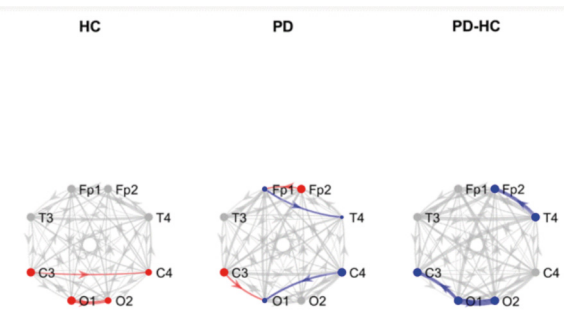 HC PD PD-HC
Fp1 Fp2 Fp1 Fp2 Fp1 Fp2
T3 T4 T3 T4 T3 T4
C3 C4 C3 C4 C3 C4
O1 O2 O1 O2 O1 O2